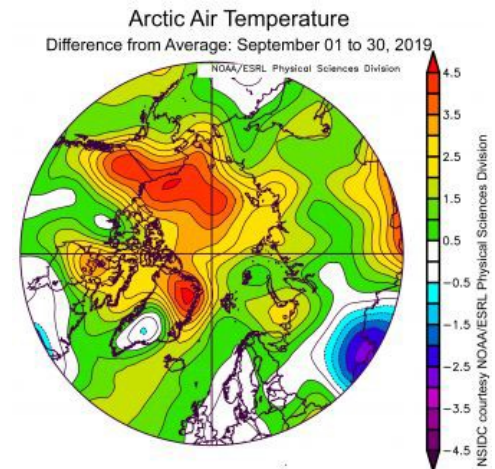 Arctic Air Temperature
Difference from Average: September 01 to 30, 2019
NOAA/ESRL Physical Sciences Division
4.5
3.5
2.5
1.5
0.5
−0.5
−1.5
−2.5
−3.5
−4.5
NSIDC courtesy NOAA/ESRL Physical Sciences Division